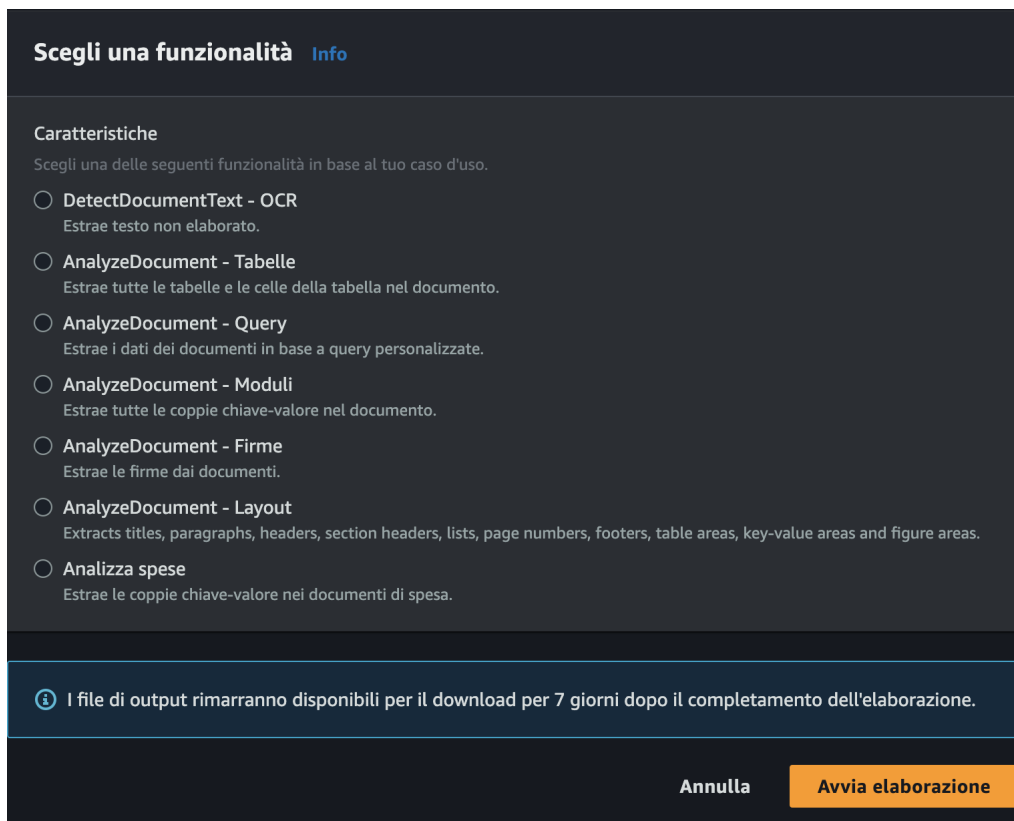 Scegli una funzionalità Info
Caratteristiche
Scegli una delle seguenti funzionalità in base al tuo caso d'uso.
DetectDocumentText - OCR
Estrae testo non elaborato.
AnalyzeDocument - Tabelle
Estrae tutte le tabelle e le celle della tabella nel documento.
AnalyzeDocument - Query
Estrae i dati dei documenti in base a query personalizzate.
AnalyzeDocument - Moduli
Estrae tutte le coppie chiave-valore nel documento.
AnalyzeDocument - Firme
Estrae le firme dai documenti.
AnalyzeDocument - Layout
Extracts titles, paragraphs, headers, section headers, lists, page numbers, footers, table areas, key-value areas and figure areas.
Analizza spese
Estrae le coppie chiave-valore nei documenti di spesa.
I file di output rimarranno disponibili per il download per 7 giorni dopo il completamento dell'elaborazione.
Annulla Avvia elaborazione